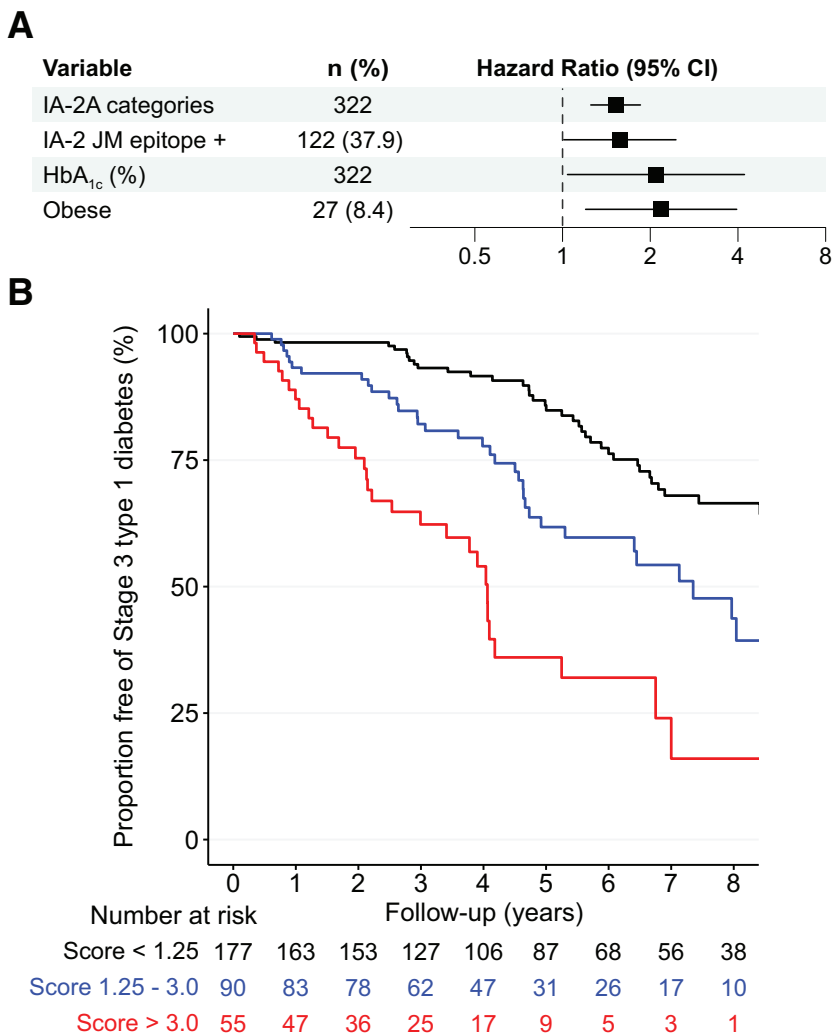 A
Variable n (%) Hazard Ratio (95% CI)
IA-2A categories 322
IA-2 JM epitope + 122 (37.9)
HbA1c (%) 322
Obese 27 (8.4)
0.5 1 2 4 8
B
Proportion free of Stage 3 type 1 diabetes (%)
100
75
50
25
0
0 1 2 3 4 5 6 7 8
Number at risk Follow-up (years)
Score < 1.25 177 163 153 127 106 87 68 56 38
Score 1.25 - 3.0 90 83 78 62 47 31 26 17 10
Score > 3.0 55 47 36 25 17 9 5 3 1